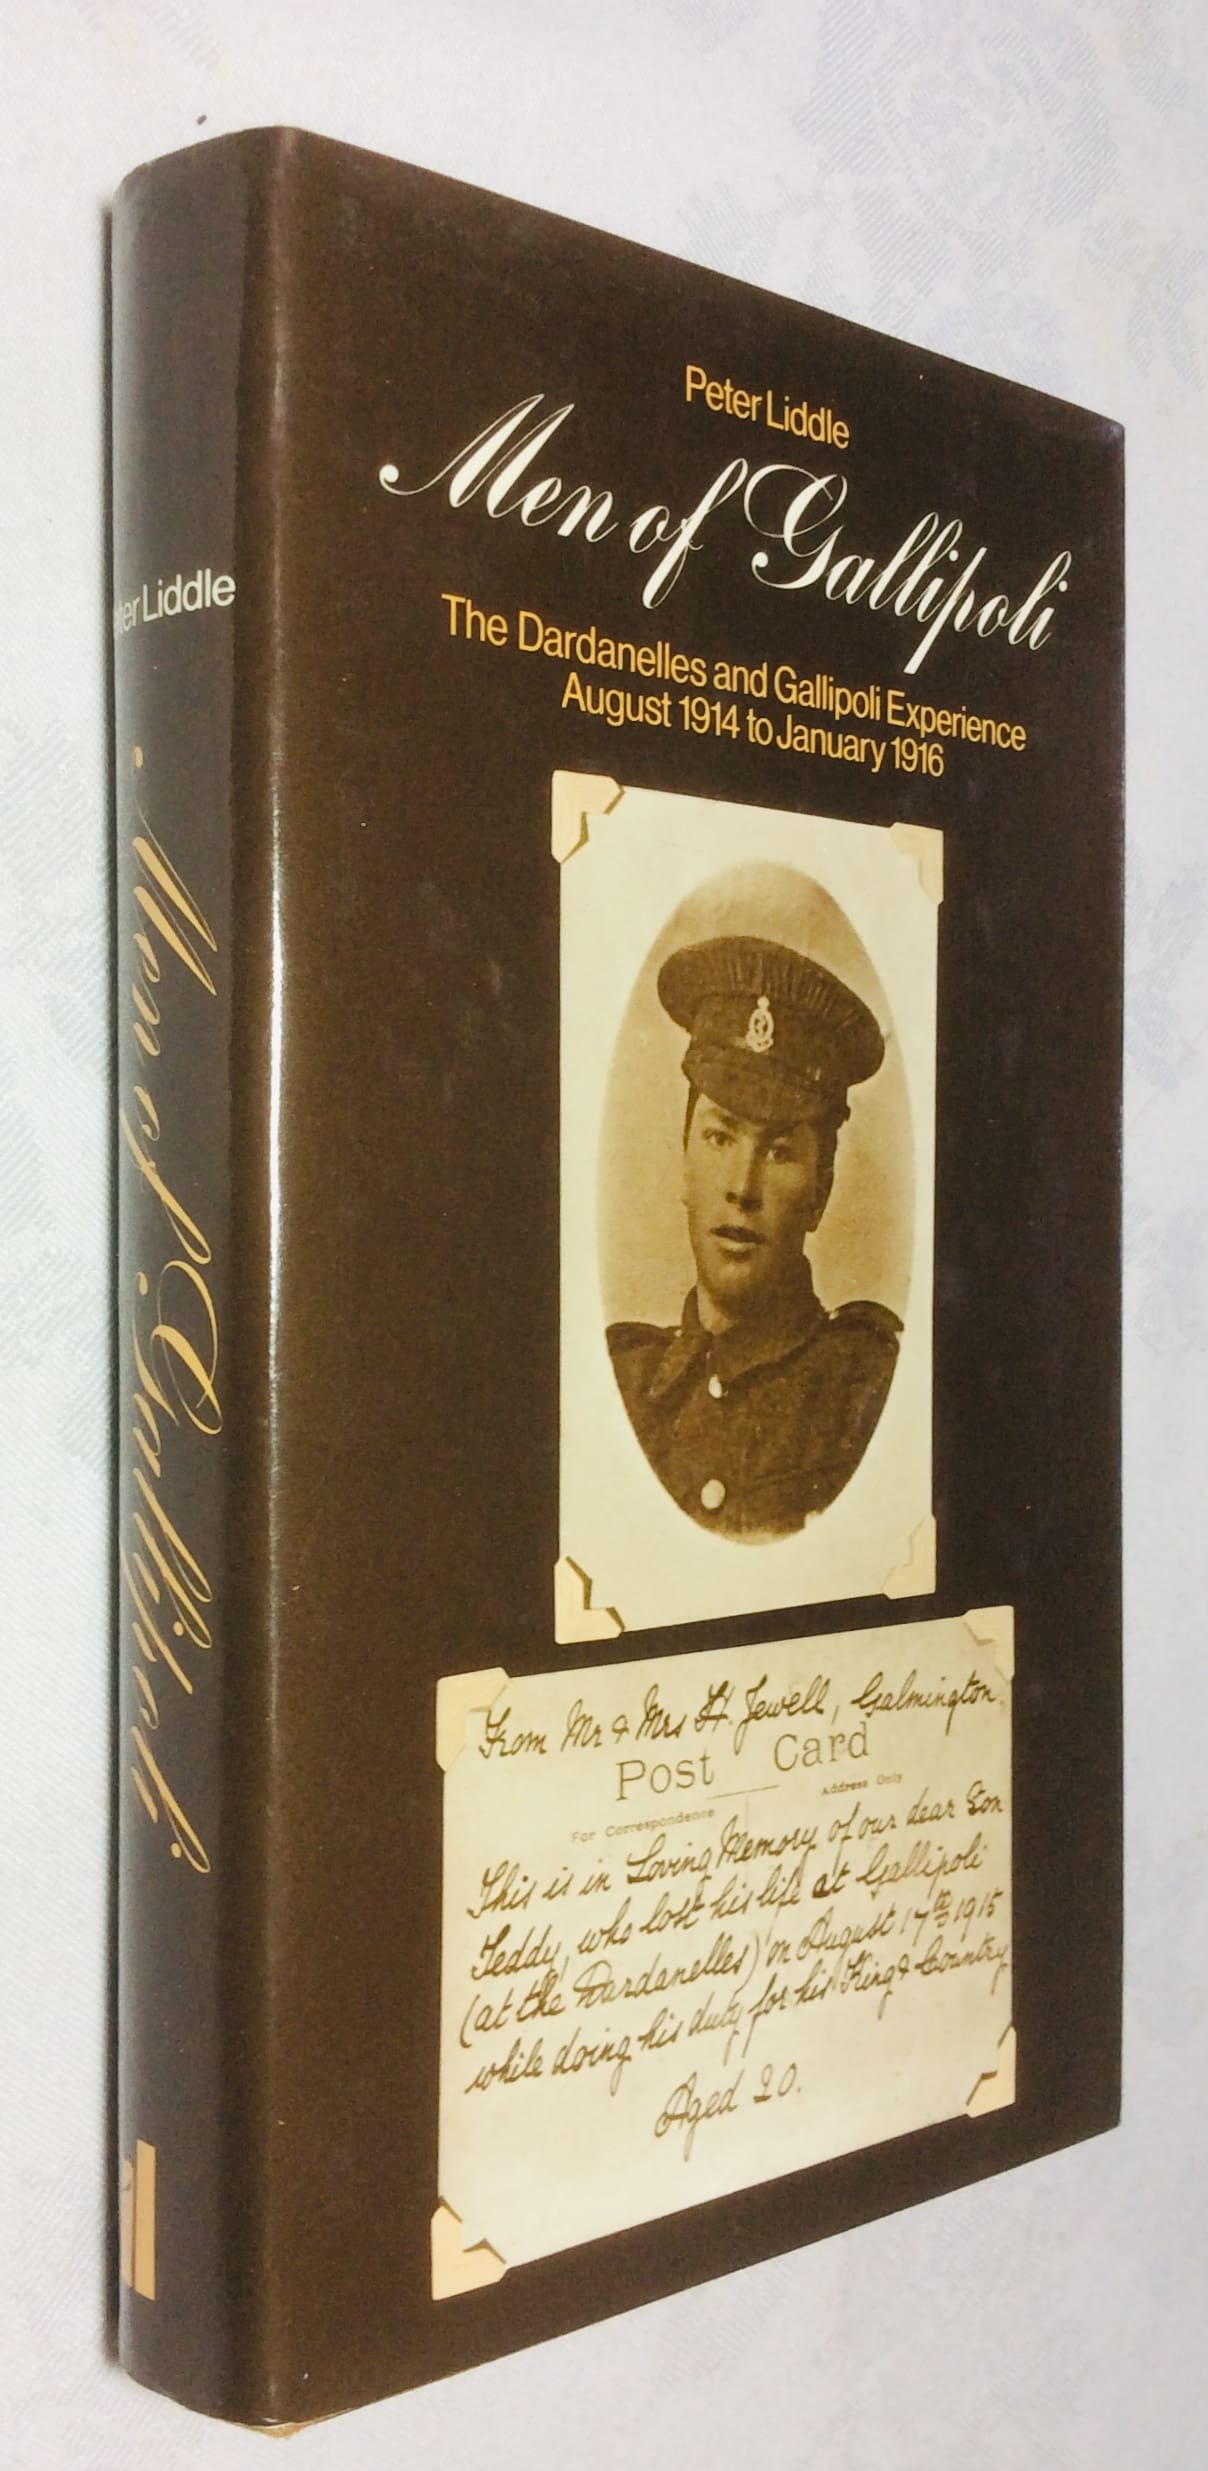 Peter Liddle
Men of Gallipoli
The Dardanelles and Gallipoli Experience
August 1914 to January 1916
From Mr & Mrs H. Jewell, Galmington.
Post Card
For Correspondence
Address Only
This is in Loving Memory of our dear Son
Teddy, who lost his life at Gallipoli
(at the Dardanelles) on August 17th 1915
while doing his duty for his King & Country
Aged 20.
Peter Liddle
Men of Gallipoli